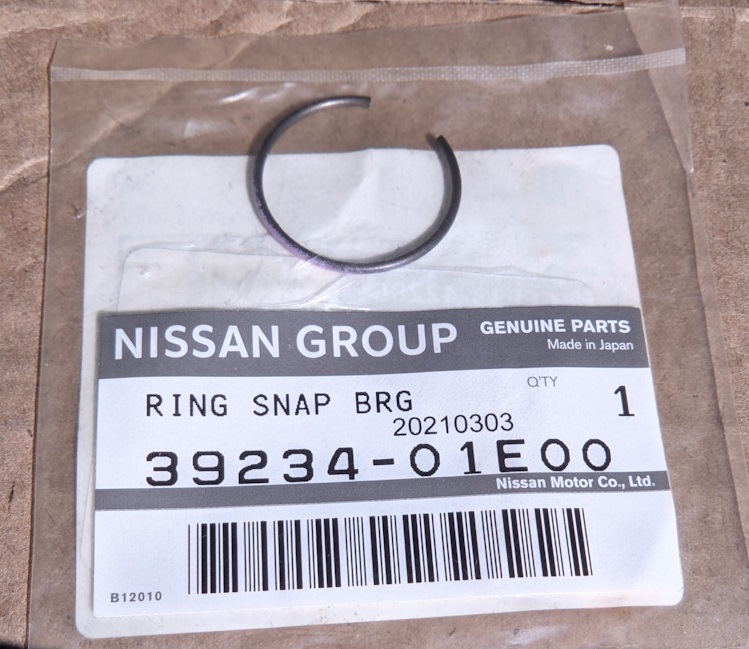 NISSAN GROUP
GENUINE PARTS
Made in Japan
Q'TY
RING SNAP BRG
1
20210303
39234-01E00
Nissan Motor Co., Ltd.
B12010